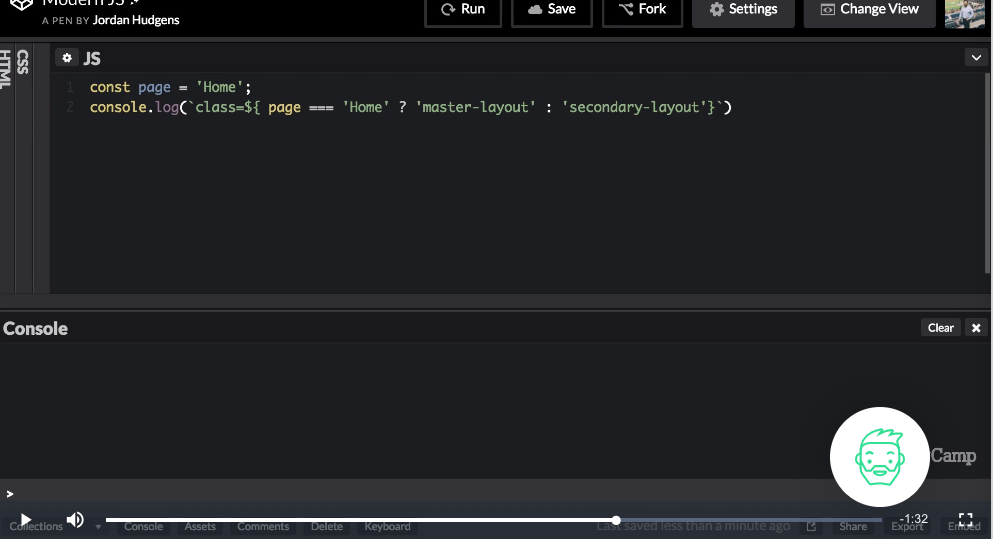 Modern JS
A PEN BY Jordan Hudgens
Run
Save
Fork
Settings
Change View
HTML
CSS
JS
1 const page = 'Home';
2 console.log(`class=${ page === 'Home' ? 'master-layout' : 'secondary-layout'}`)
Console
Clear
Camp
>
-1:32
Collections
Console
Assets
Comments
Delete
Keyboard
Last saved less than a minute ago
Share
Export
Embed